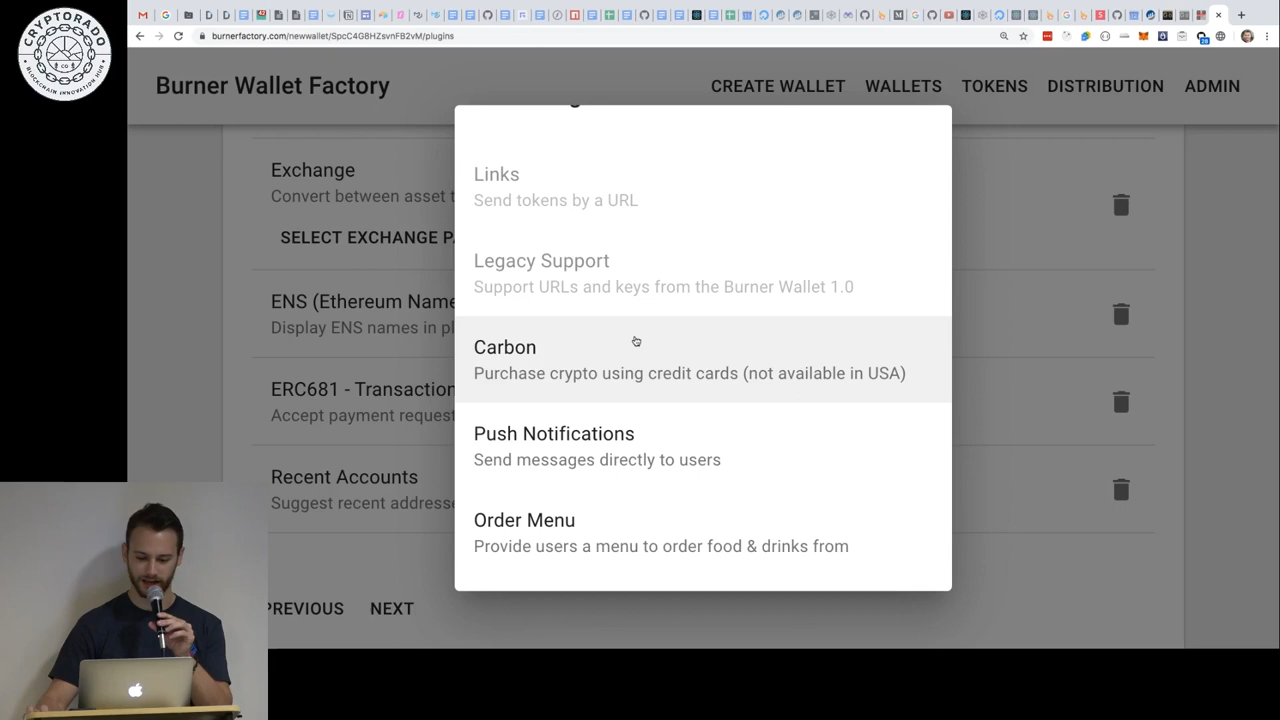 CRYPTORADO
CO
BLOCKCHAIN INNOVATION HUB
burnerfactory.com/newwallet/SpcC4G8HZsvnFB2vM/plugins
Burner Wallet Factory
CREATE WALLET
WALLETS
TOKENS
DISTRIBUTION
ADMIN
Exchange
Convert between asset
SELECT EXCHANGE
ENS (Ethereum Name
Display ENS names in
ERC681 - Transaction
Accept payment
Recent Accounts
Suggest recent
PREVIOUS
NEXT
Links
Send tokens by a URL
Legacy Support
Support URLs and keys from the Burner Wallet 1.0
Carbon
Purchase crypto using credit cards (not available in USA)
Push Notifications
Send messages directly to users
Order Menu
Provide users a menu to order food & drinks from